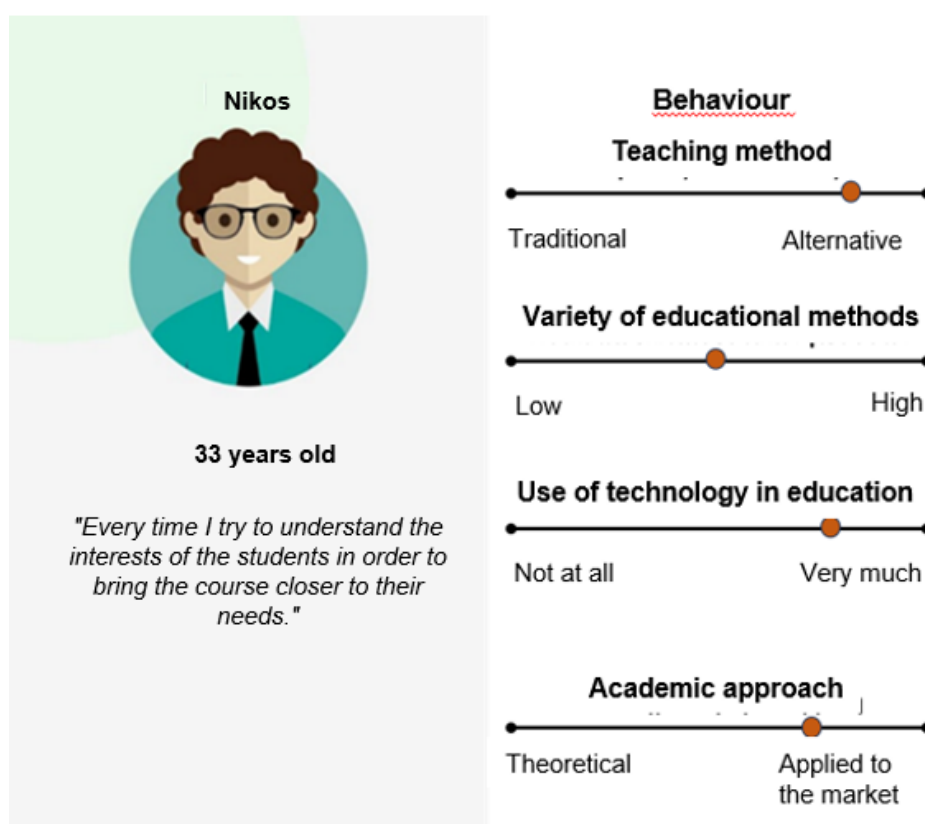 Nikos
33 years old
"Every time I try to understand the
interests of the students in order to
bring the course closer to their
needs."
Behaviour
Teaching method
Traditional
Alternative
Variety of educational methods
Low
High
Use of technology in education
Not at all
Very much
Academic approach
Theoretical
Applied to
the market